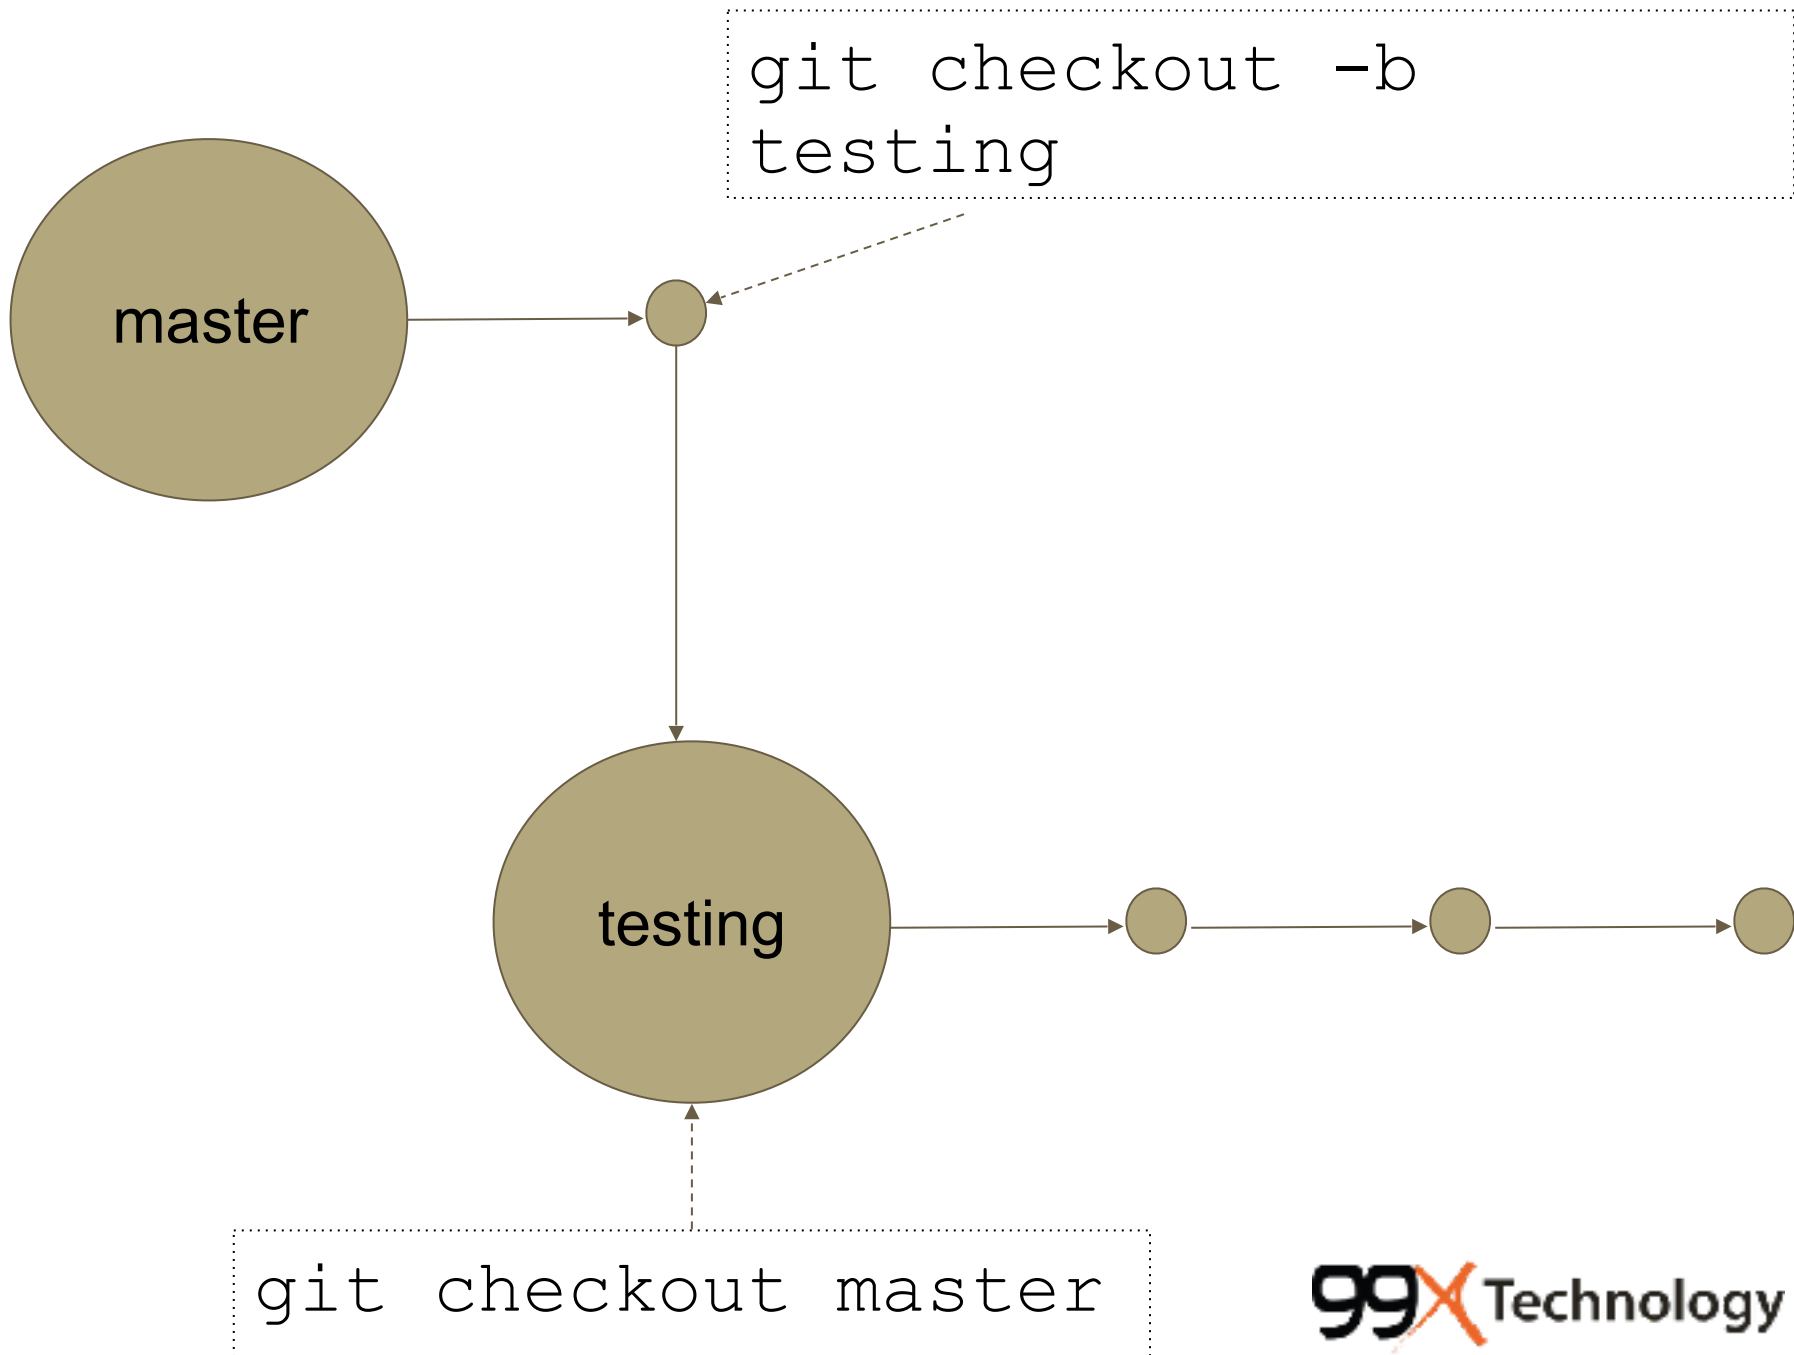 git checkout -b
testing
master
testing
git checkout master
99X Technology